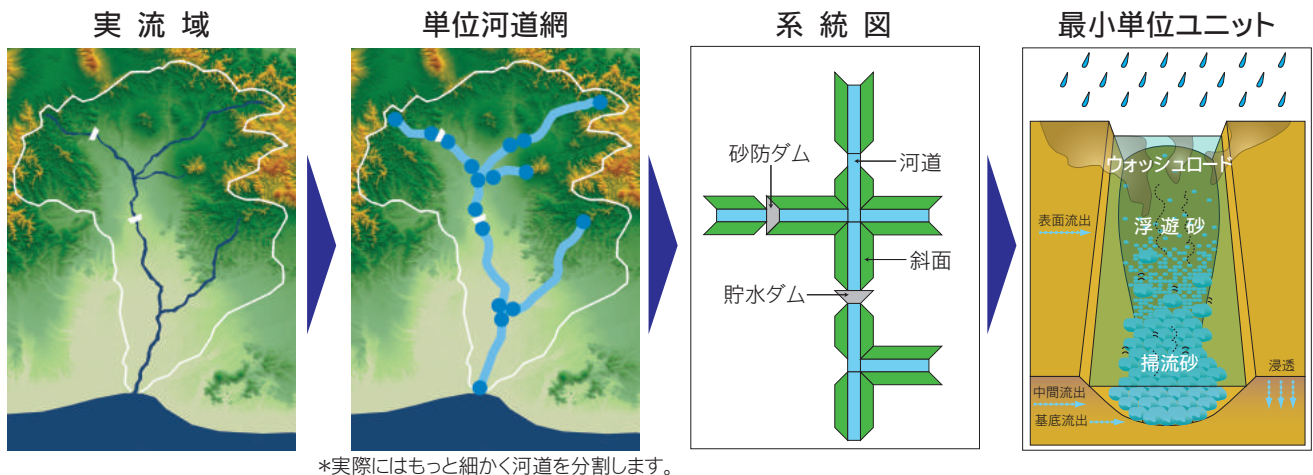 実流域
単位河道網
系統図
最小単位ユニット
砂防ダム
河道
斜面
貯水ダム
ウォッシュロード
表面流出
浮遊砂
掃流砂
浸透
中間流出
基底流出
*実際にはもっと細かく河道を分割します。